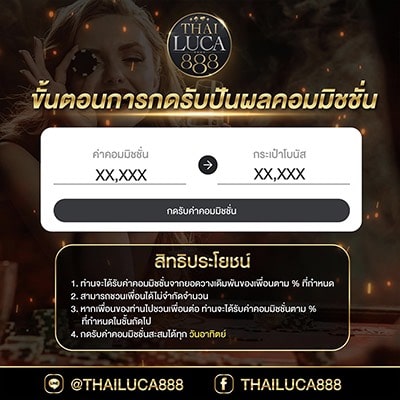 THAI
LUCA
888
ขั้นตอนการกดรับปันผลคอมมิชชั่น
ค่าคอมมิชชั่น
กระเป๋าโบนัส
XX,XXX
XX,XXX
กดรับค่าคอมมิชชั่น
สิทธิประโยชน์
1. ท่านจะได้รับค่าคอมมิชชั่นจากยอดวางเดิมพันของเพื่อนตาม % ที่กำหนด
2. สามารถชวนเพื่อนได้ไม่จำกัดจำนวน
3. หากเพื่อนของท่านไปชวนเพื่อนต่อ ท่านจะได้รับค่าคอมมิชชั่นตาม %
ที่กำหนดในชั้นถัดไป
4. กดรับค่าคอมมิชชั่นสะสมได้ทุก วันอาทิตย์
LINE @THAILUCA888
THAILUCA888